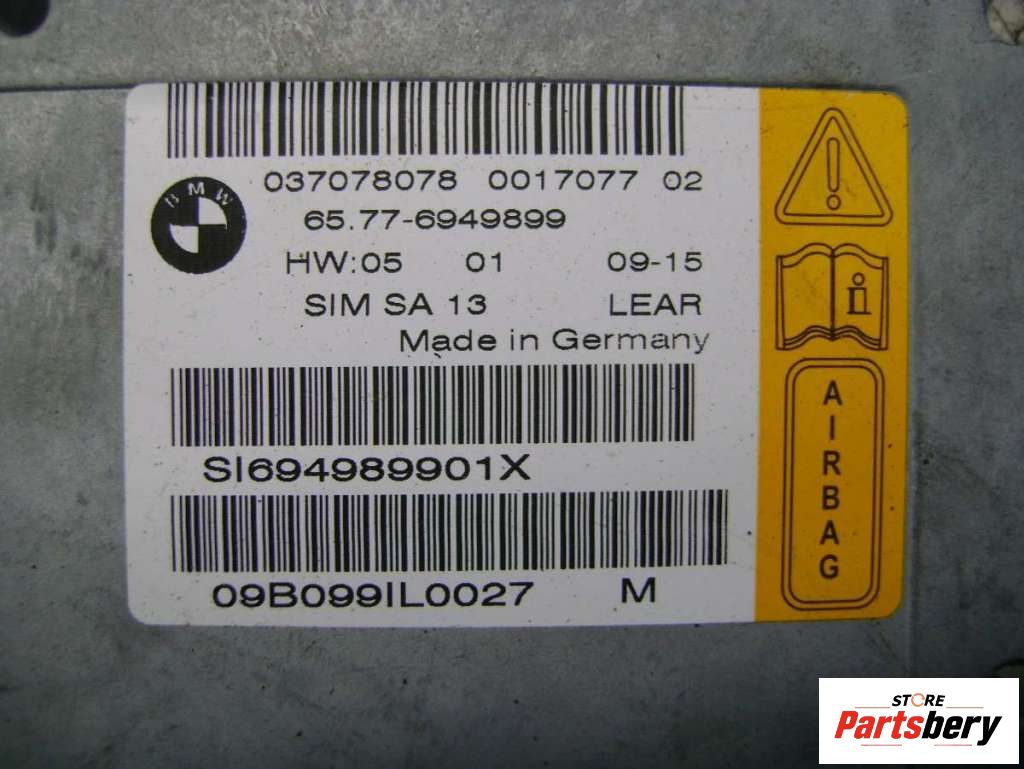 037078078 0017077 02
BMW
65.77-6949899
HW:05 01 09-15
SIM SA 13 LEAR
Made in Germany
SI694989901X
09B099IL0027 M
AIRBAG
STORE
Partsbery